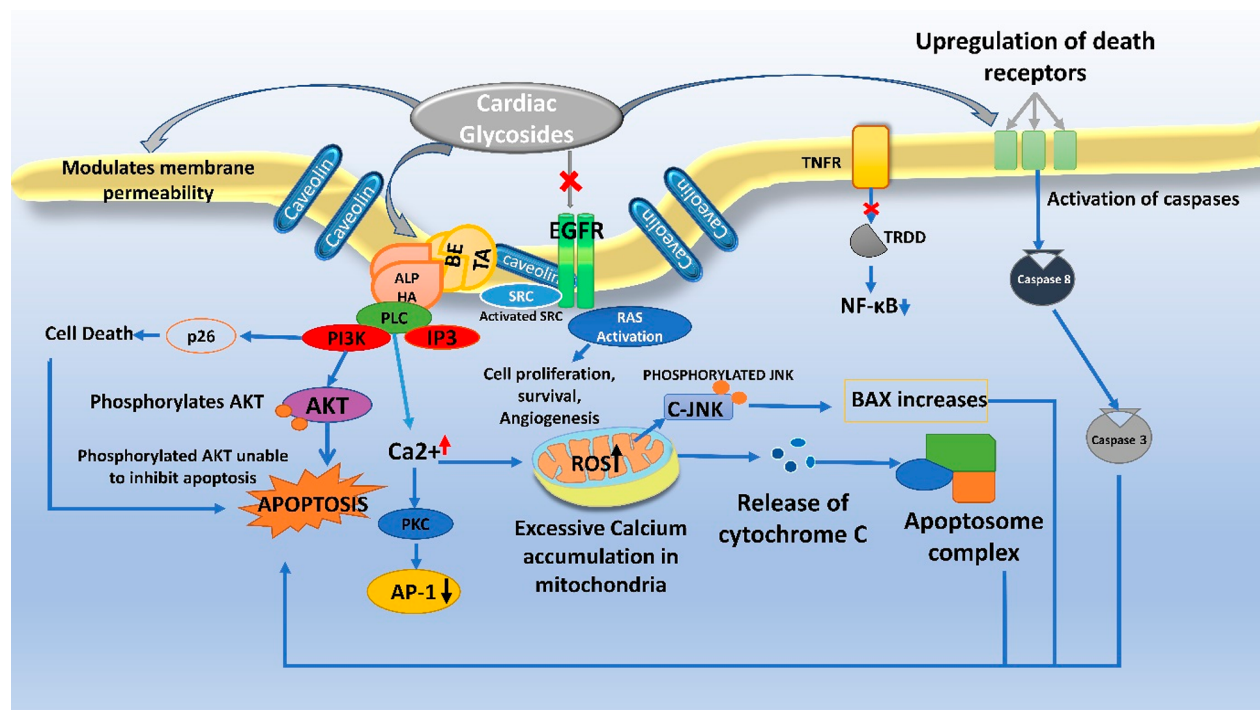 Upregulation of death
receptors
Cardiac
Glycosides
Modulates membrane
permeability
Caveolin
Caveolin
Caveolin
Caveolin
TNFR
Activation of caspases
EGFR
BE
TA
caveolin
TRDD
ALP
HA
SRC
Activated SRC
Caspase 8
NF-κB
PLC
PI3K
IP3
RAS
Activation
Cell Death
p26
Cell proliferation,
survival,
Angiogenesis
PHOSPHORYLATED JNK
C-JNK
BAX increases
Phosphorylates AKT
AKT
Caspase 3
Phosphorylated AKT unable
to inhibit apoptosis
Ca2+
ROS
APOPTOSIS
Release of
cytochrome C
Apoptosome
complex
PKC
Excessive Calcium
accumulation in
mitochondria
AP-1